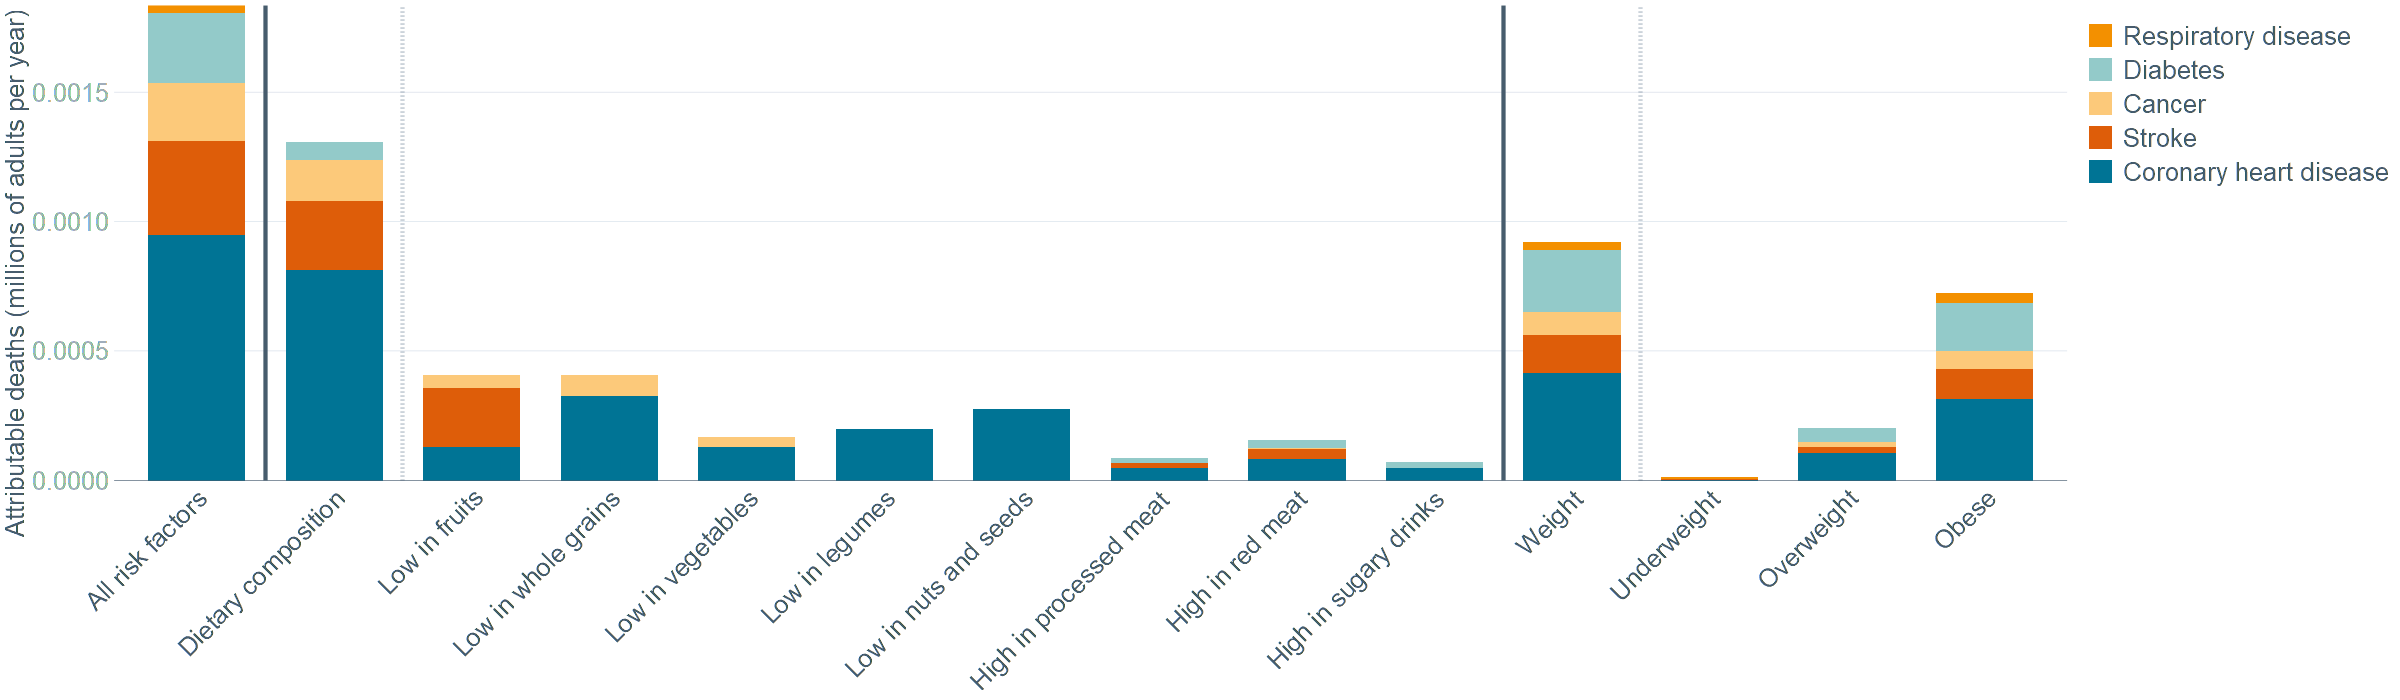 Attributable deaths (millions of adults per year)
0.0015
0.0010
0.0005
0.0000
All risk factors
Dietary composition
Low in fruits
Low in whole grains
Low in vegetables
Low in legumes
Low in nuts and seeds
High in processed meat
High in red meat
High in sugary drinks
Weight
Underweight
Overweight
Obese
Respiratory disease
Diabetes
Cancer
Stroke
Coronary heart disease